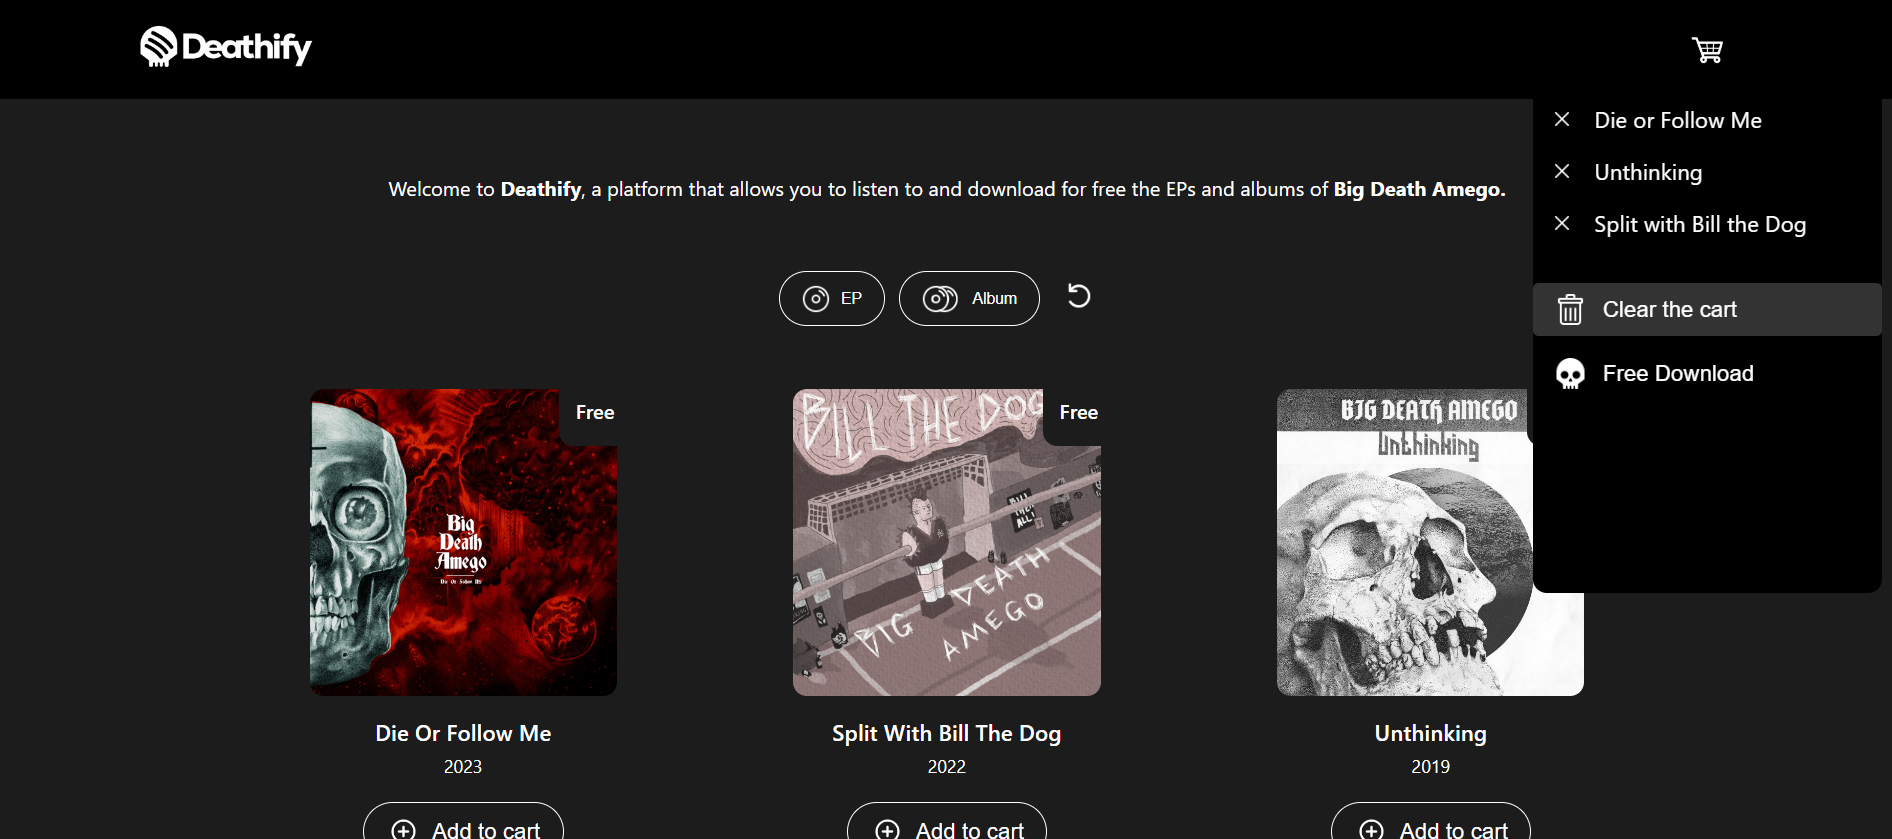 Deathify
Die or Follow Me
Unthinking
Split with Bill the Dog
Clear the cart
Free Download
Welcome to Deathify, a platform that allows you to listen to and download for free the EPs and albums of Big Death Amego.
EP
Album
Free
Big
Death
Amego
Die Or Follow Me
Free
BILL THE DOG
BILL
THEM
ALL!
BIG DEATH
AMEGO
BIG DEATH AMEGO
Unthinking
Die Or Follow Me
2023
Add to cart
Split With Bill The Dog
2022
Add to cart
Unthinking
2019
Add to cart